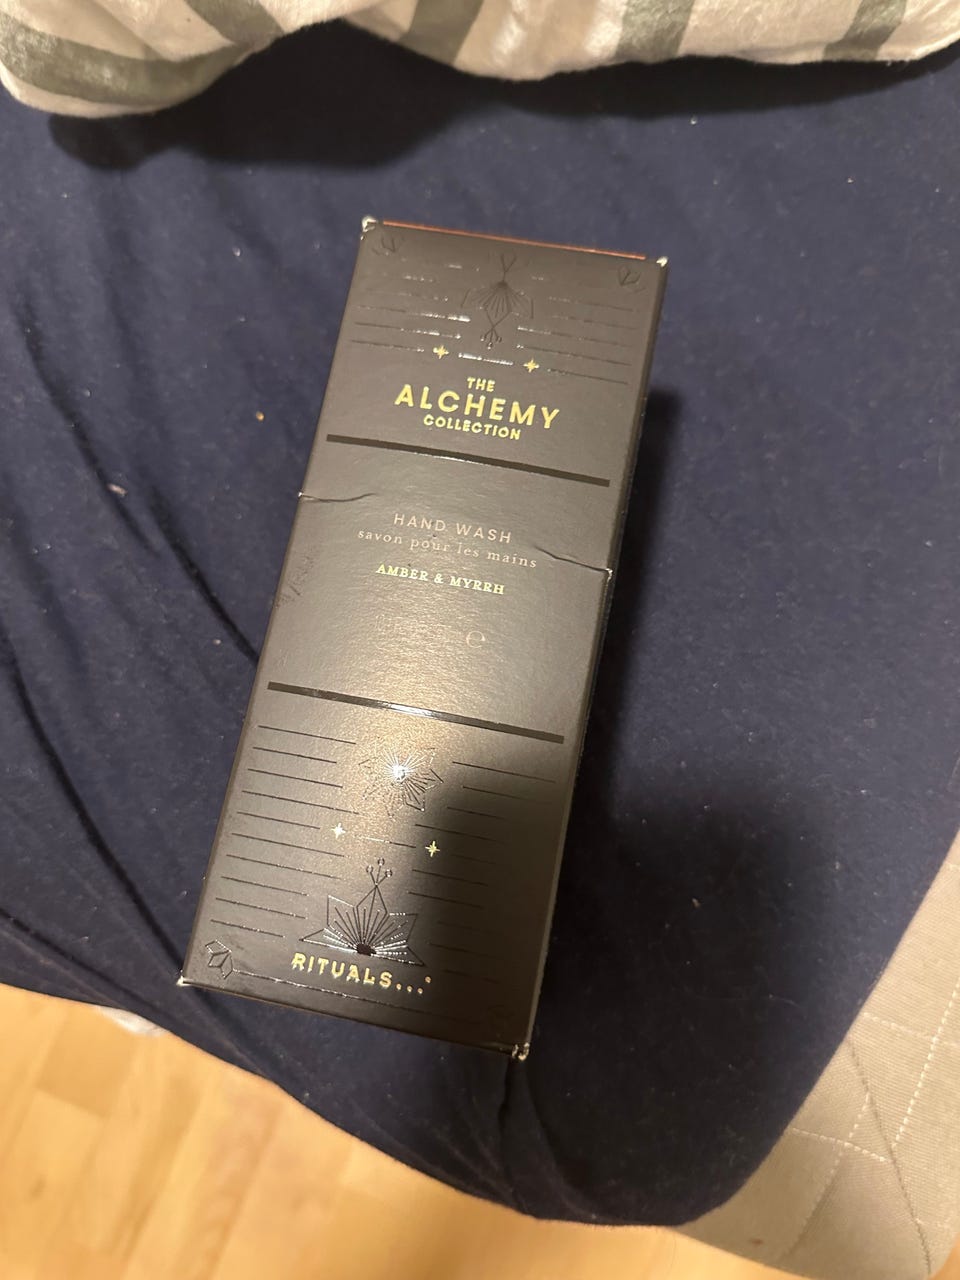 THE
ALCHEMY
COLLECTION
HAND WASH
savon pour les mains
AMBER & MYRRH
℮
RITUALS...